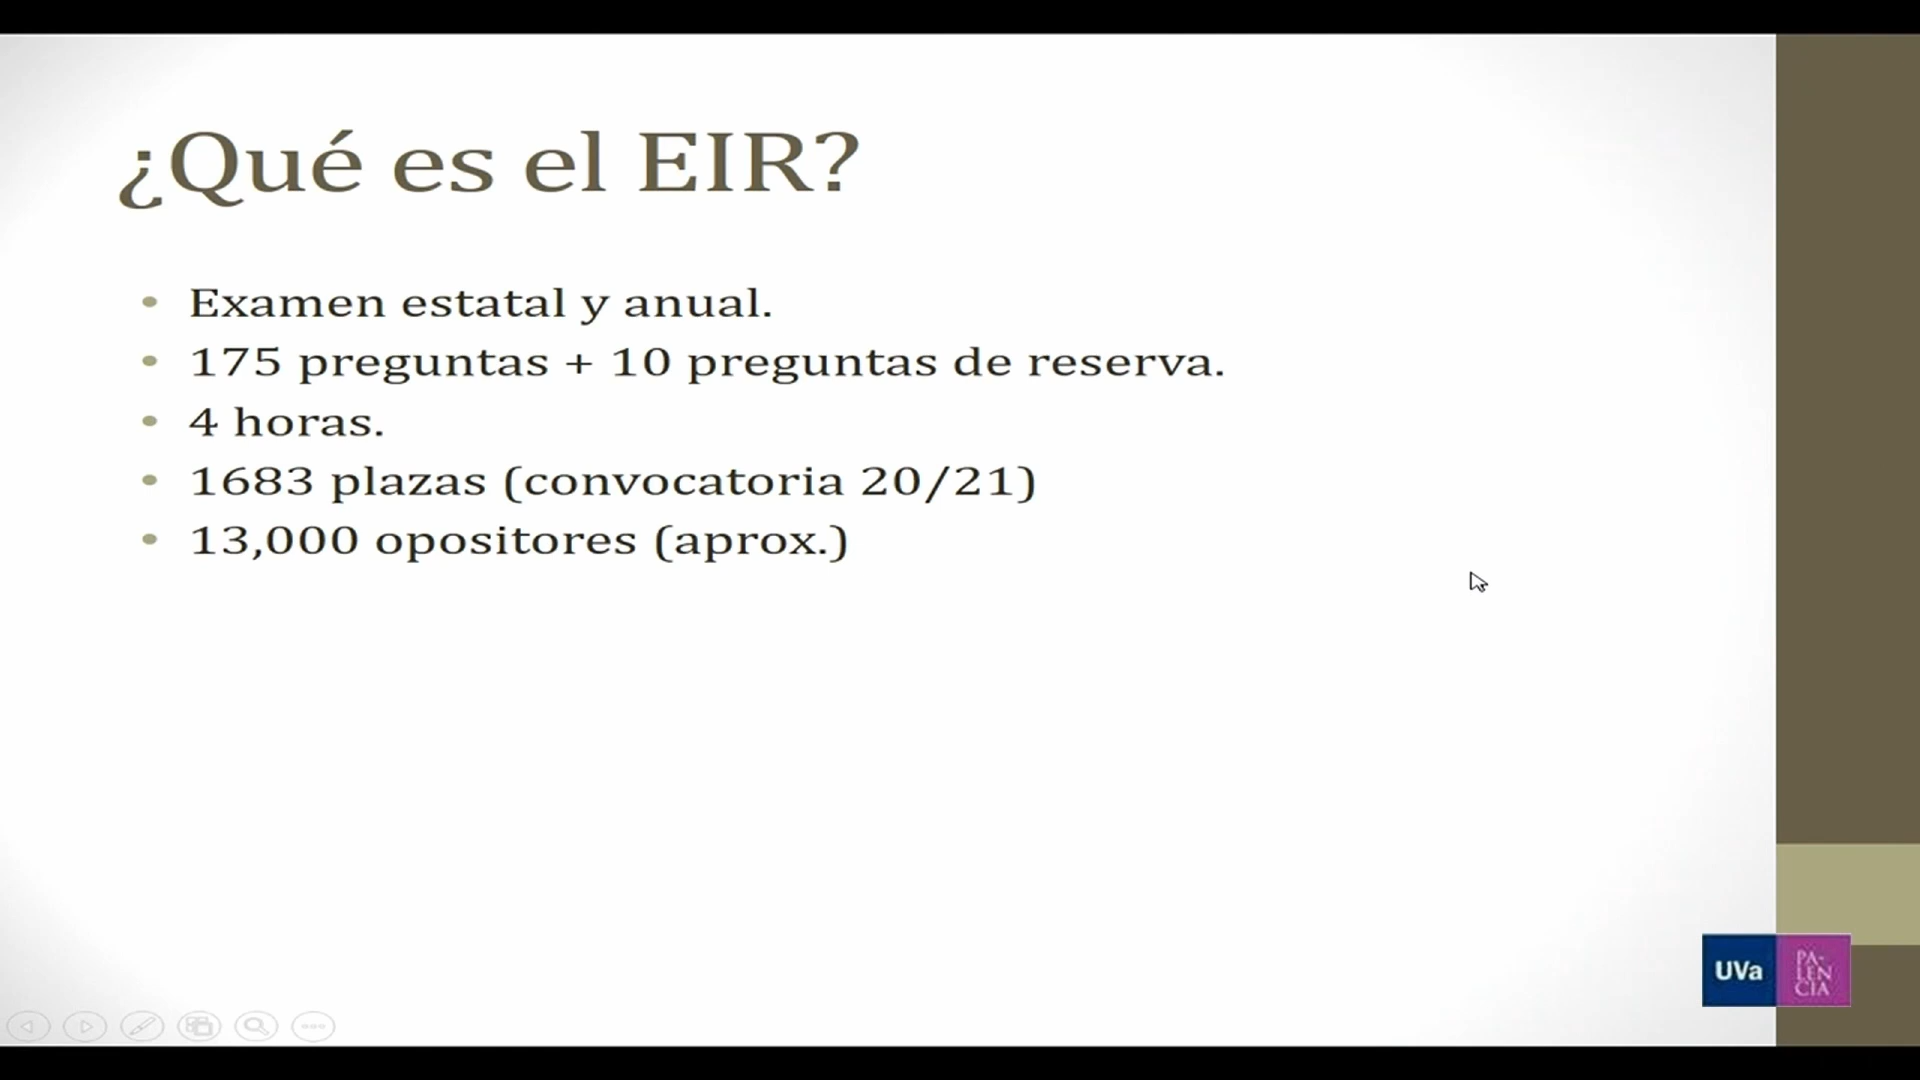 ¿Qué es el EIR?
• Examen estatal y anual.
• 175 preguntas + 10 preguntas de reserva.
• 4 horas.
• 1683 plazas (convocatoria 20/21)
• 13,000 opositores (aprox.)
UVa
PA-
LEN
CIA